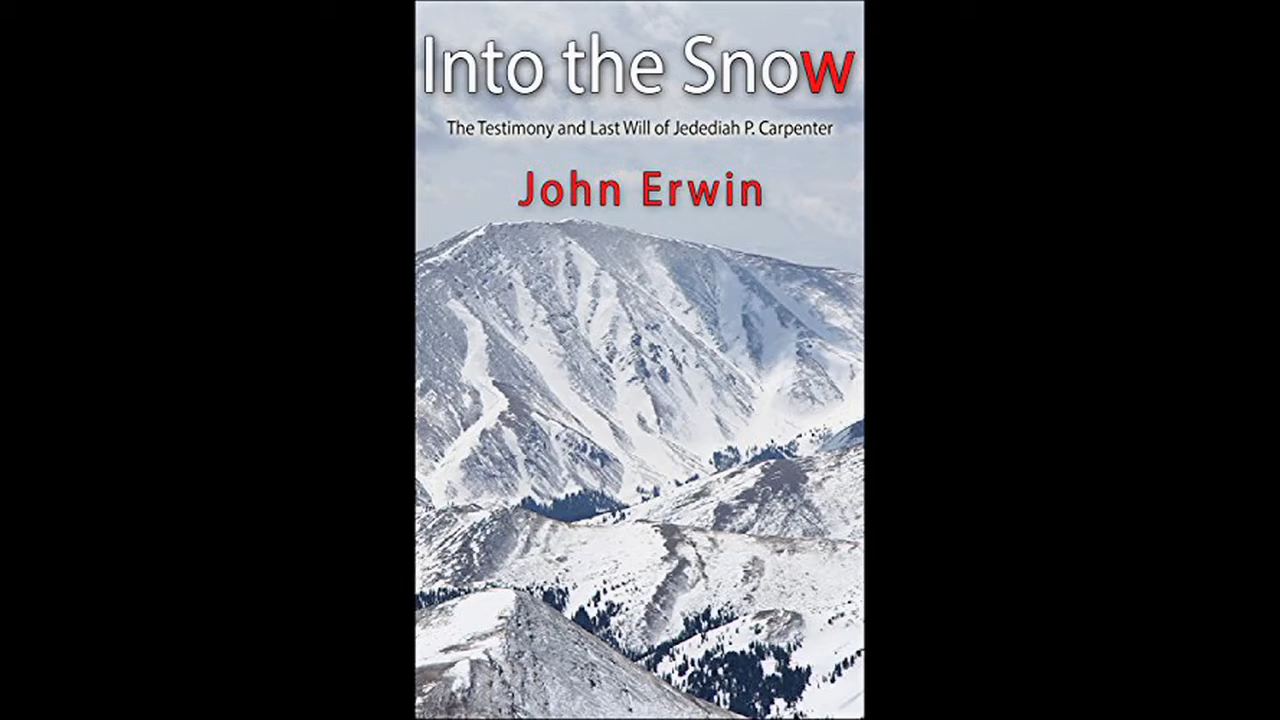 Into the Snow
The Testimony and Last Will of Jedediah P. Carpenter
John Erwin